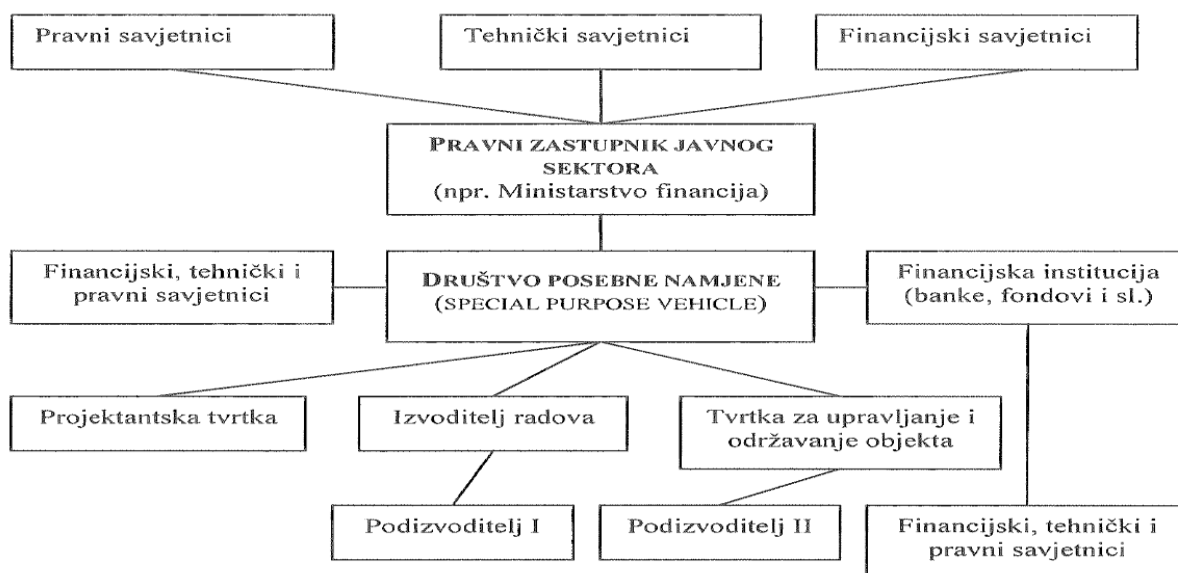 Pravni savjetnici
Tehnički savjetnici
Financijski savjetnici
PRAVNI ZASTUPNIK JAVNOG
SEKTORA
(npr. Ministarstvo financija)
Financijski, tehnički i
pravni savjetnici
DRUŠTVO POSEBNE NAMJENE
(SPECIAL PURPOSE VEHICLE)
Financijska institucija
(banke, fondovi i sl.)
Projektantska tvrtka
Izvoditelj radova
Tvrtka za upravljanje i
održavanje objekta
Podizvoditelj I
Podizvoditelj II
Financijski, tehnički i
pravni savjetnici